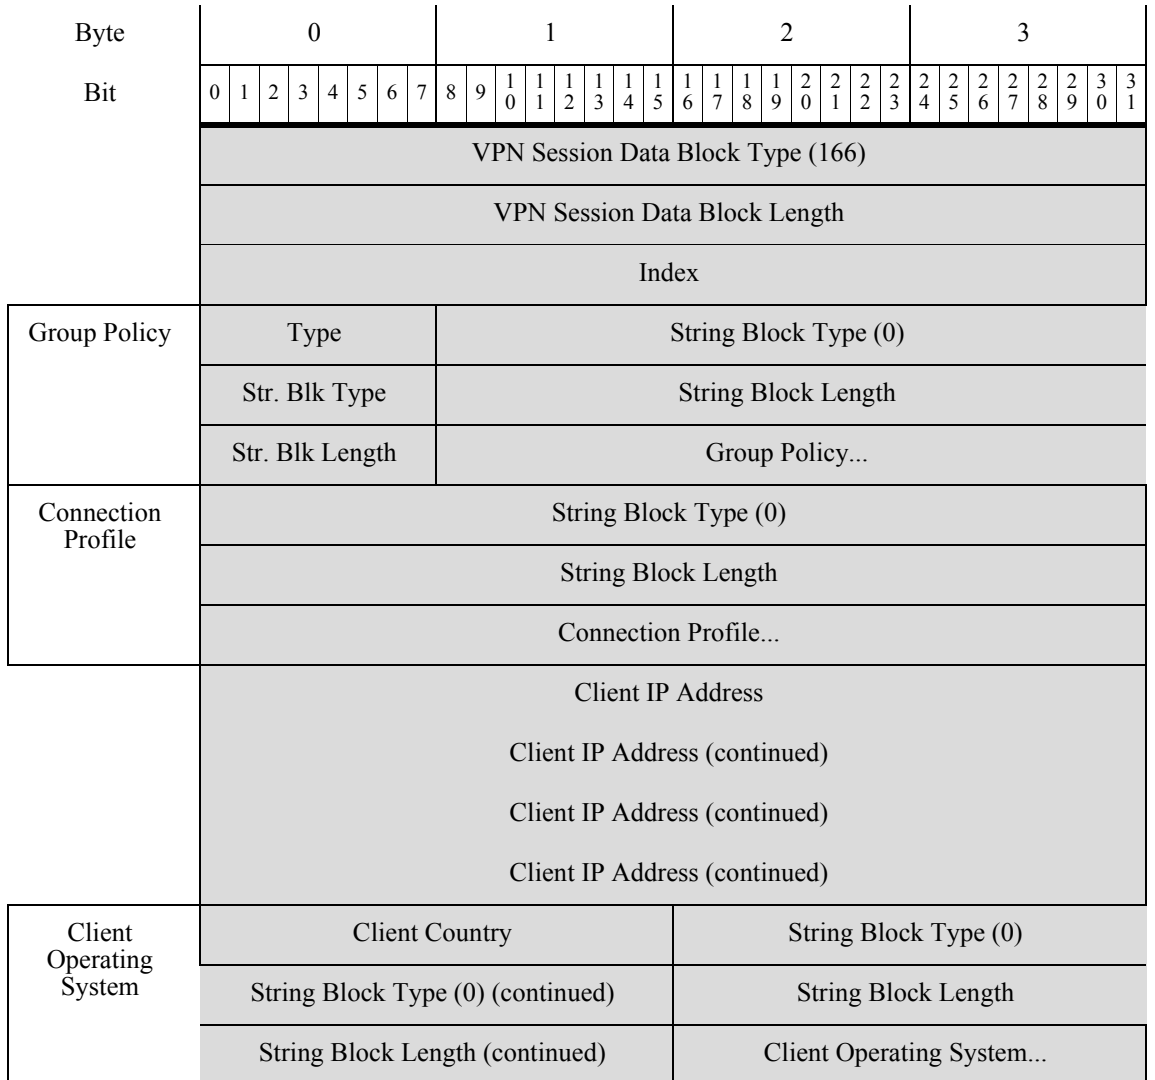 Byte 0 1 2 3
Bit 0 1 2 3 4 5 6 7 8 9 10 11 12 13 14 15 16 17 18 19 20 21 22 23 24 25 26 27 28 29 30 31
VPN Session Data Block Type (166)
VPN Session Data Block Length
Index
Group Policy Type String Block Type (0)
Str. Blk Type String Block Length
Str. Blk Length Group Policy...
Connection
Profile
String Block Type (0)
String Block Length
Connection Profile...
Client IP Address
Client IP Address (continued)
Client IP Address (continued)
Client IP Address (continued)
Client
Operating
System
Client Country String Block Type (0)
String Block Type (0) (continued) String Block Length
String Block Length (continued) Client Operating System...